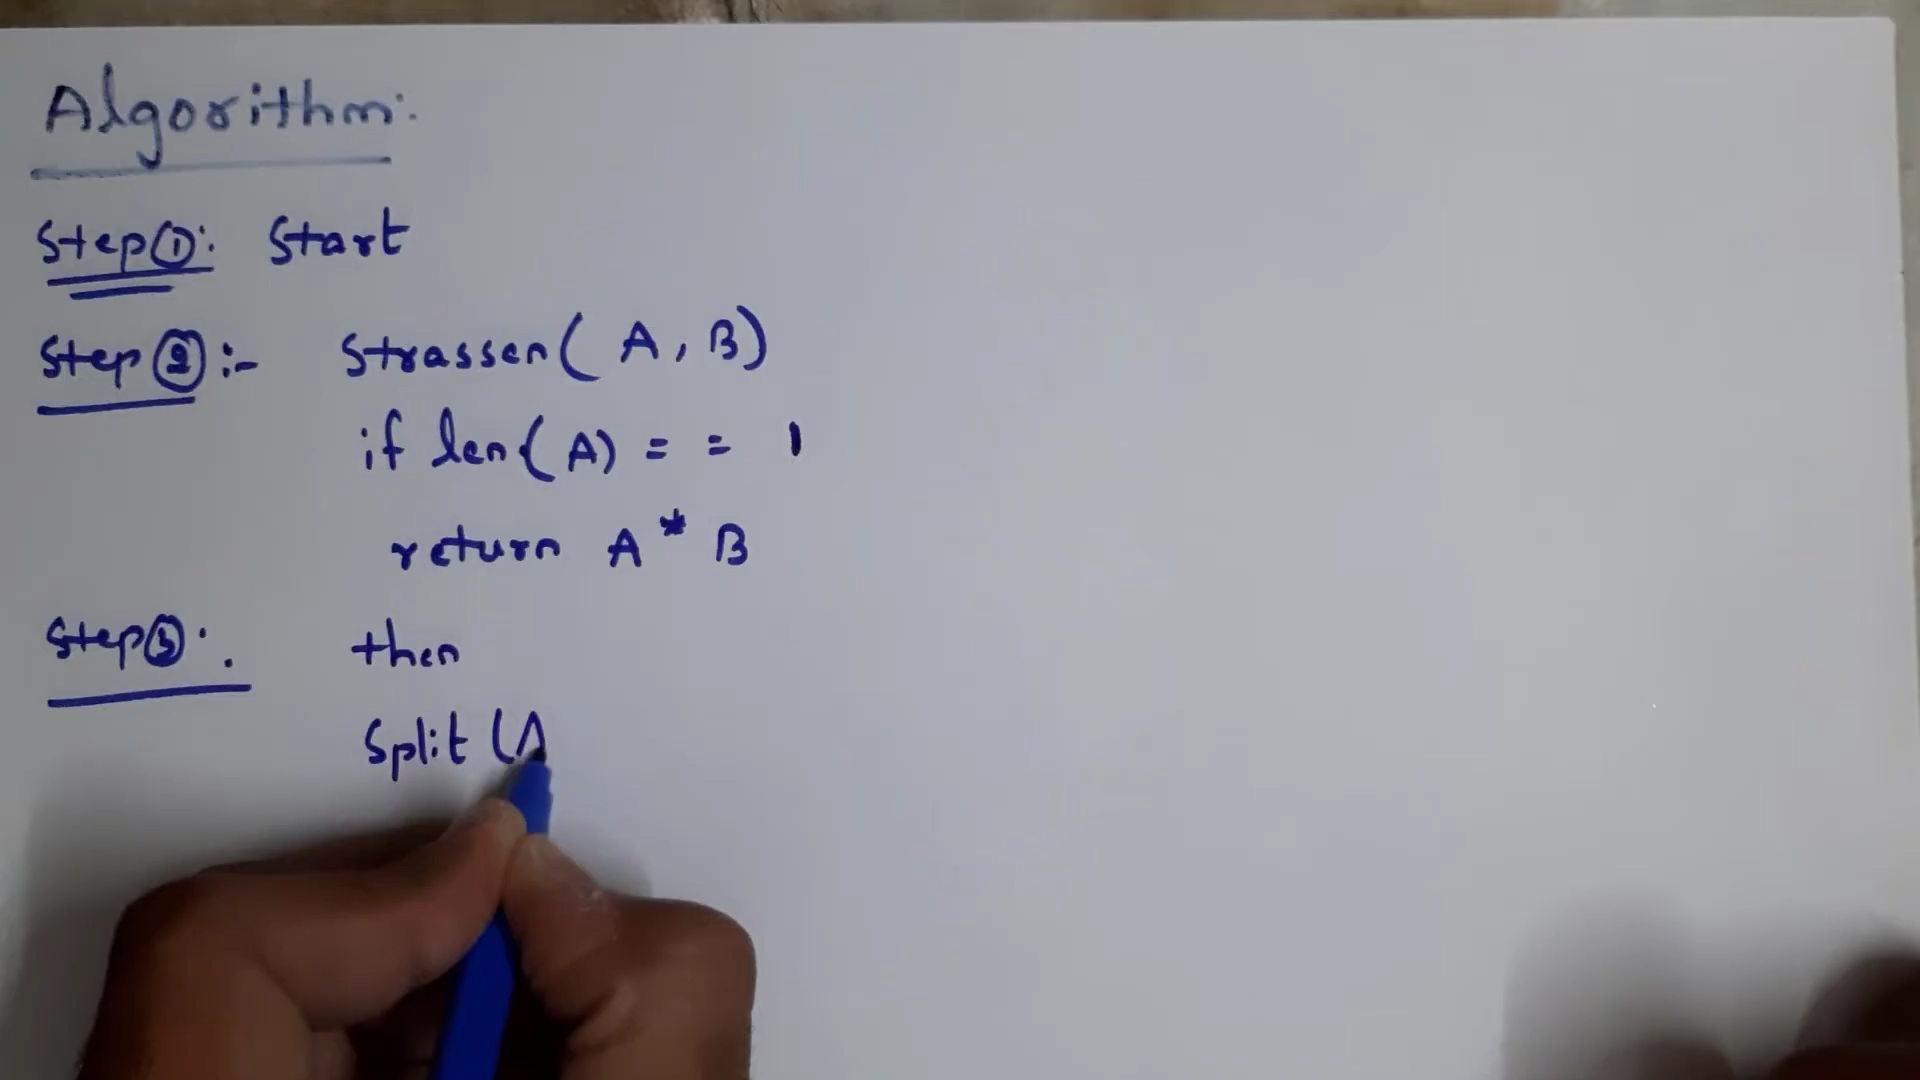 Algorithm:
Step①: Start
Step②:- Strassen( A, B)
if len(A) = = 1
return A * B
Step③: then
Split (A